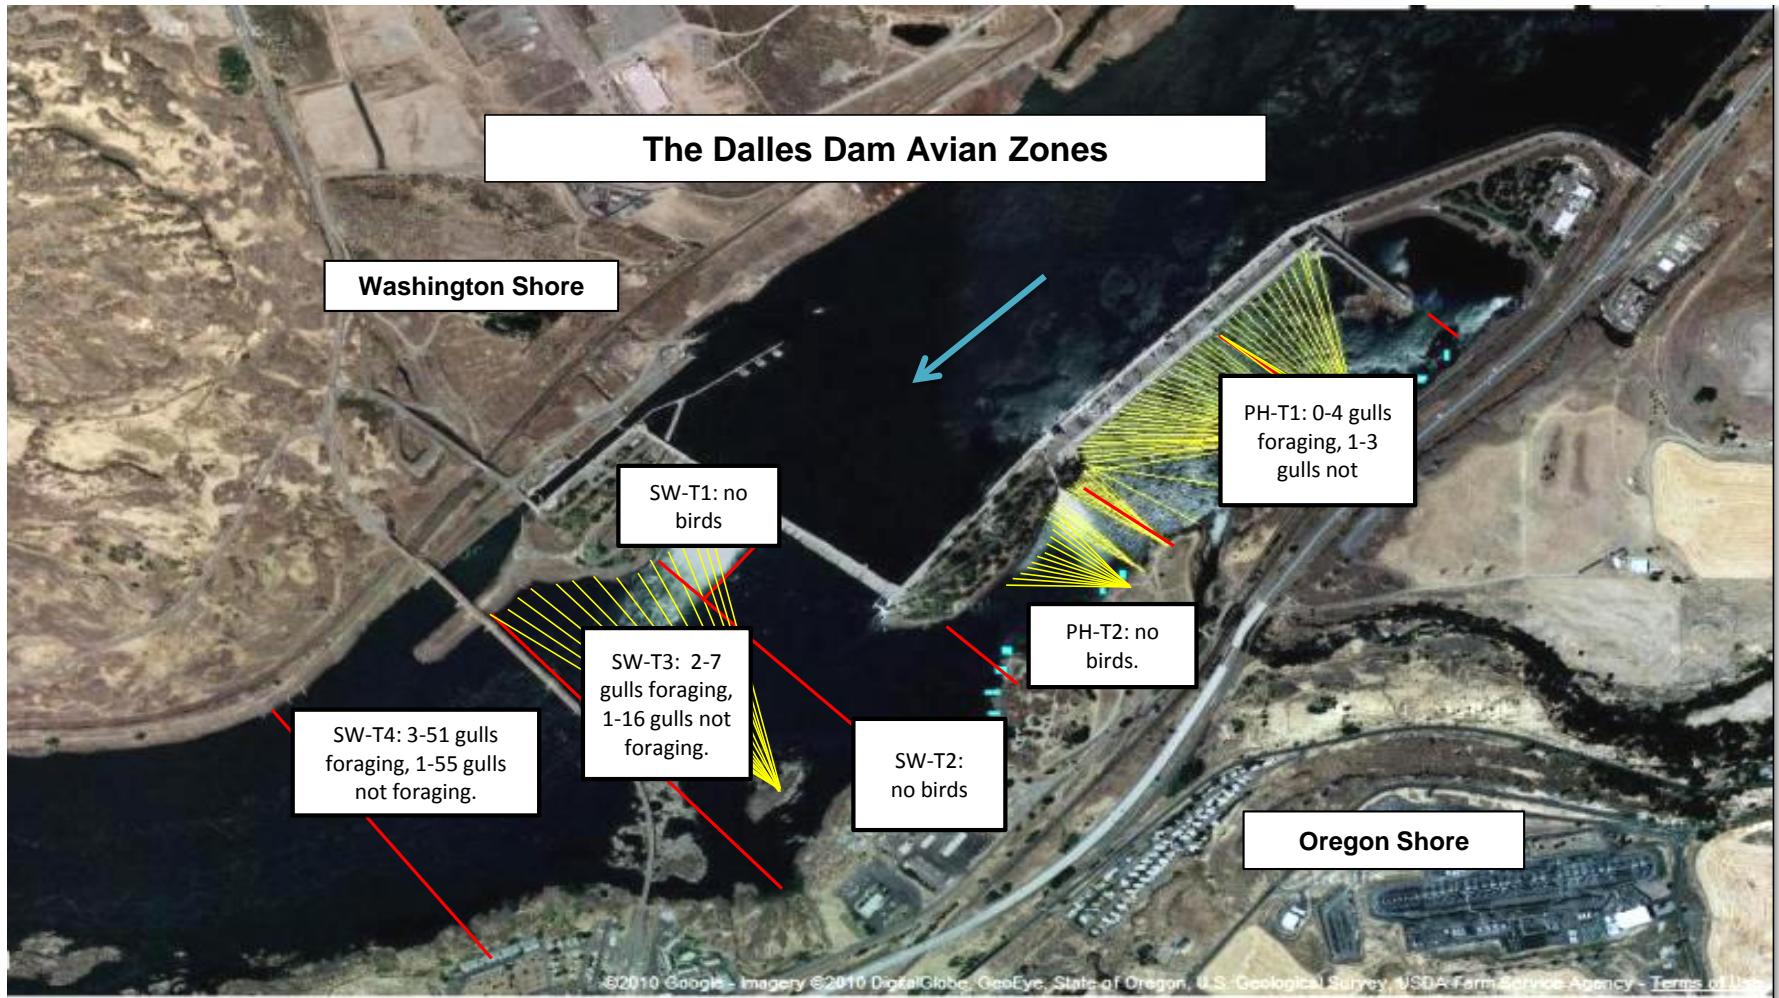 The Dalles Dam Avian Zones
Washington Shore
PH-T1: 0-4 gulls
foraging, 1-3
gulls not
SW-T1: no
birds
PH-T2: no
birds.
SW-T3: 2-7
gulls foraging,
1-16 gulls not
foraging.
SW-T4: 3-51 gulls
foraging, 1-55 gulls
not foraging.
SW-T2:
no birds
Oregon Shore
©2010 Google - Imagery ©2010 DigitalGlobe, GeoEye, State of Oregon, U.S. Geological Survey, USDA Farm Service Agency - Terms of Use